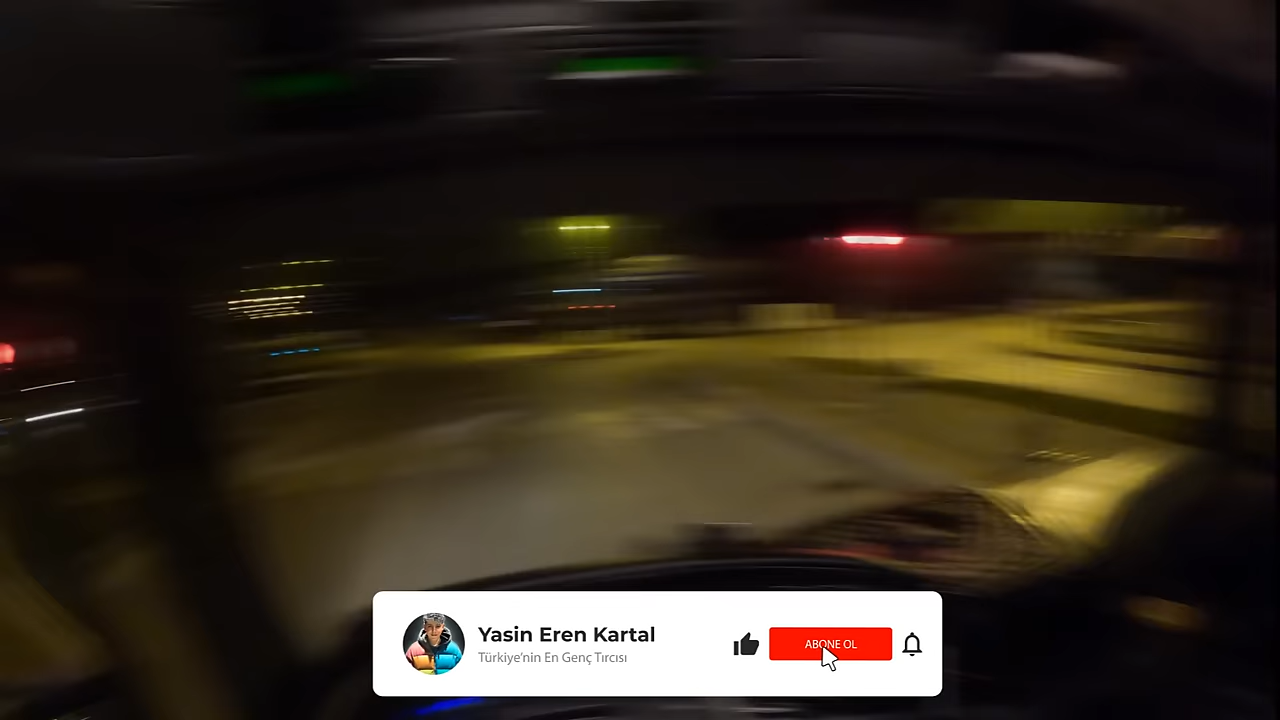 Yasin Eren Kartal
Türkiye'nin En Genç Tırcısı
ABONE OL